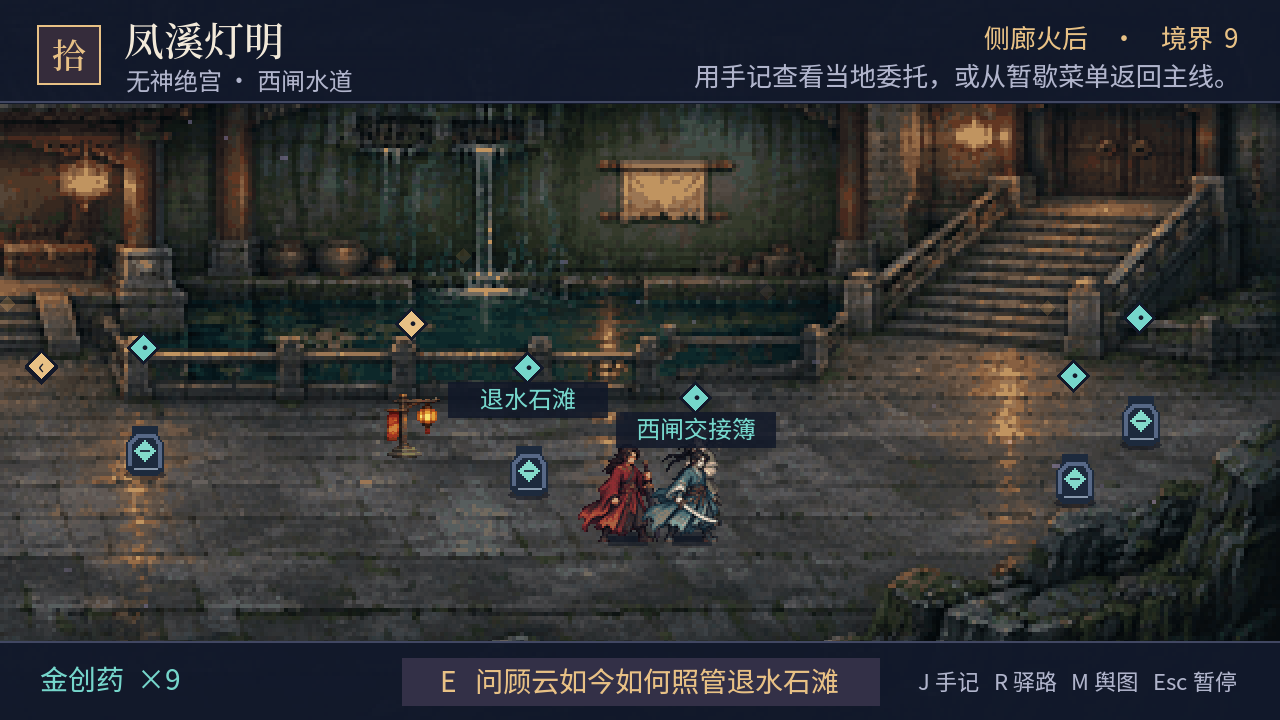 拾
凤溪灯明
无神绝宫 · 西闸水道
侧廊火后 · 境界 9
用手记查看当地委托，或从暂歇菜单返回主线。
退水石滩
西闸交接簿
金创药 ×9
E 问顾云如今如何照管退水石滩
J 手记 R 驿路 M 舆图 Esc 暂停